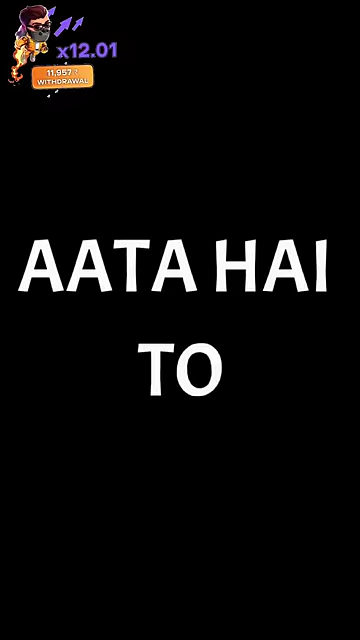 x12.01
11,957 ₹
WITHDRAWAL
AATA HAI
TO